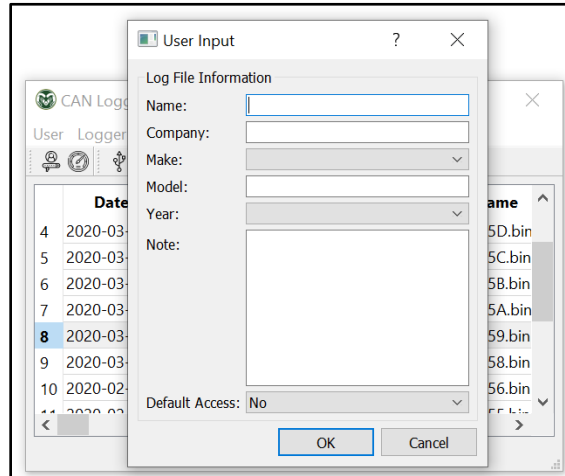 User Input ?
Log File Information
Name:
Company:
Make:
Model:
Year:
Note:
Default Access: No
OK Cancel
CAN Logg
User Logger
Date ame
4 2020-03- 5D.bin
5 2020-03- 5C.bin
6 2020-03- 5B.bin
7 2020-03- 5A.bin
8 2020-03- 59.bin
9 2020-03- 58.bin
10 2020-02- 56.bin